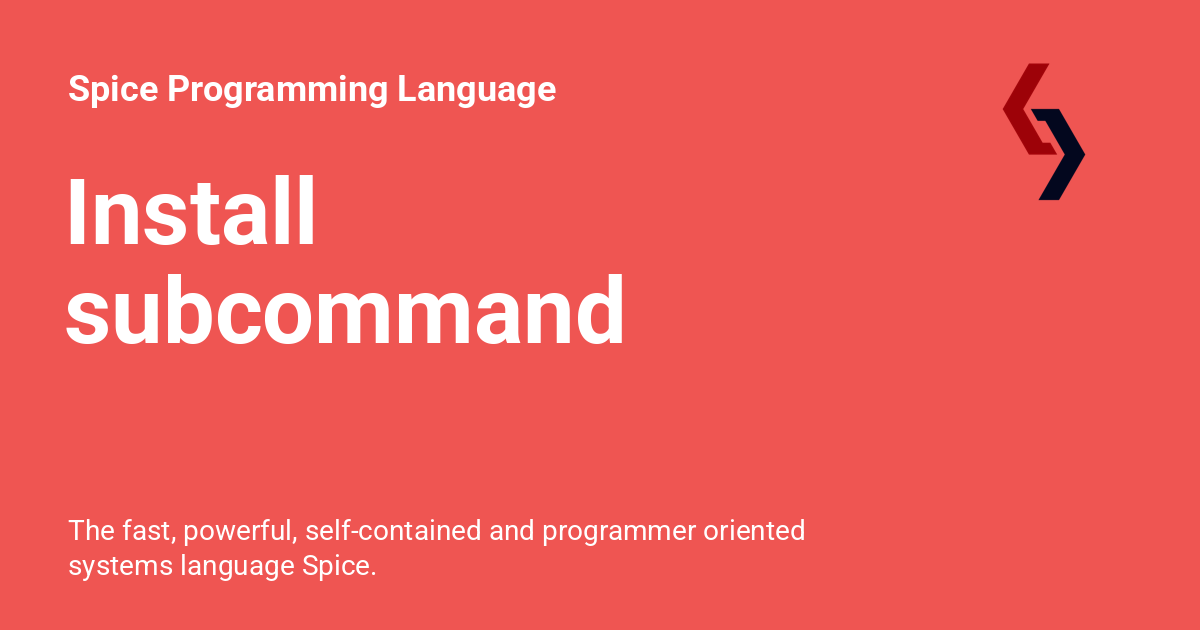 Spice Programming Language
Install
subcommand
The fast, powerful, self-contained and programmer oriented
systems language Spice.